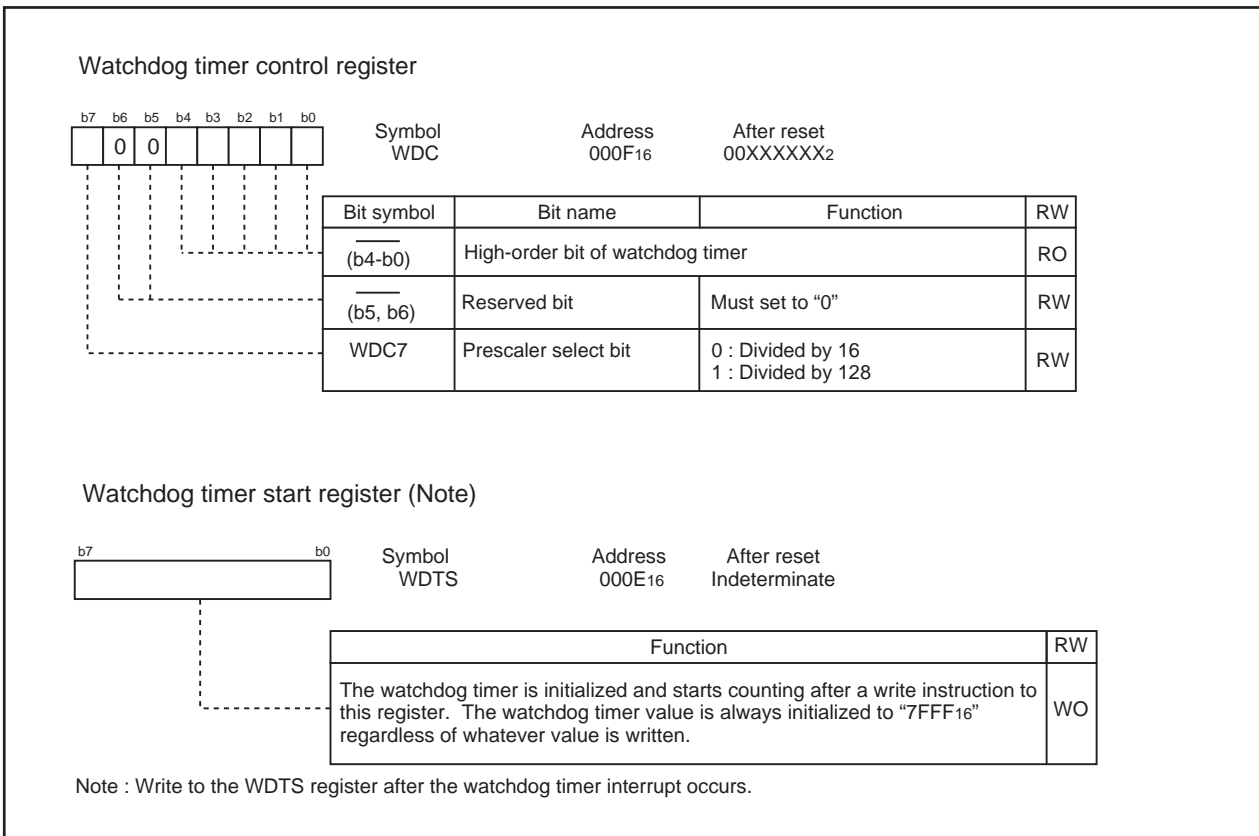 Watchdog timer control register
b7 b6 b5 b4 b3 b2 b1 b0
0 0
Symbol Address After reset
WDC 000F16 00XXXXXX2
Bit symbol Bit name Function RW
(b4-b0) High-order bit of watchdog timer RO
(b5, b6) Reserved bit Must set to “0” RW
WDC7 Prescaler select bit 0 : Divided by 16 RW
1 : Divided by 128
Watchdog timer start register (Note)
b7 b0
Symbol Address After reset
WDTS 000E16 Indeterminate
Function RW
The watchdog timer is initialized and starts counting after a write instruction to
this register. The watchdog timer value is always initialized to “7FFF16” WO
regardless of whatever value is written.
Note : Write to the WDTS register after the watchdog timer interrupt occurs.